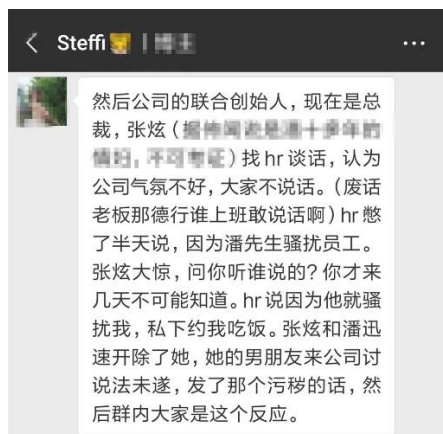 Steffi
然后公司的联合创始人，现在是总
裁，张炫（
）找hr谈话，认为
公司气氛不好，大家不说话。（废话
老板那德行谁上班敢说话啊）hr憋
了半天说，因为潘先生骚扰员工。
张炫大惊，问你听谁说的？你才来
几天不可能知道。hr说因为他就骚
扰我，私下约我吃饭。张炫和潘迅
速开除了她，她的男朋友来公司讨
说法未遂，发了那个污秽的话，然
后群内大家是这个反应。